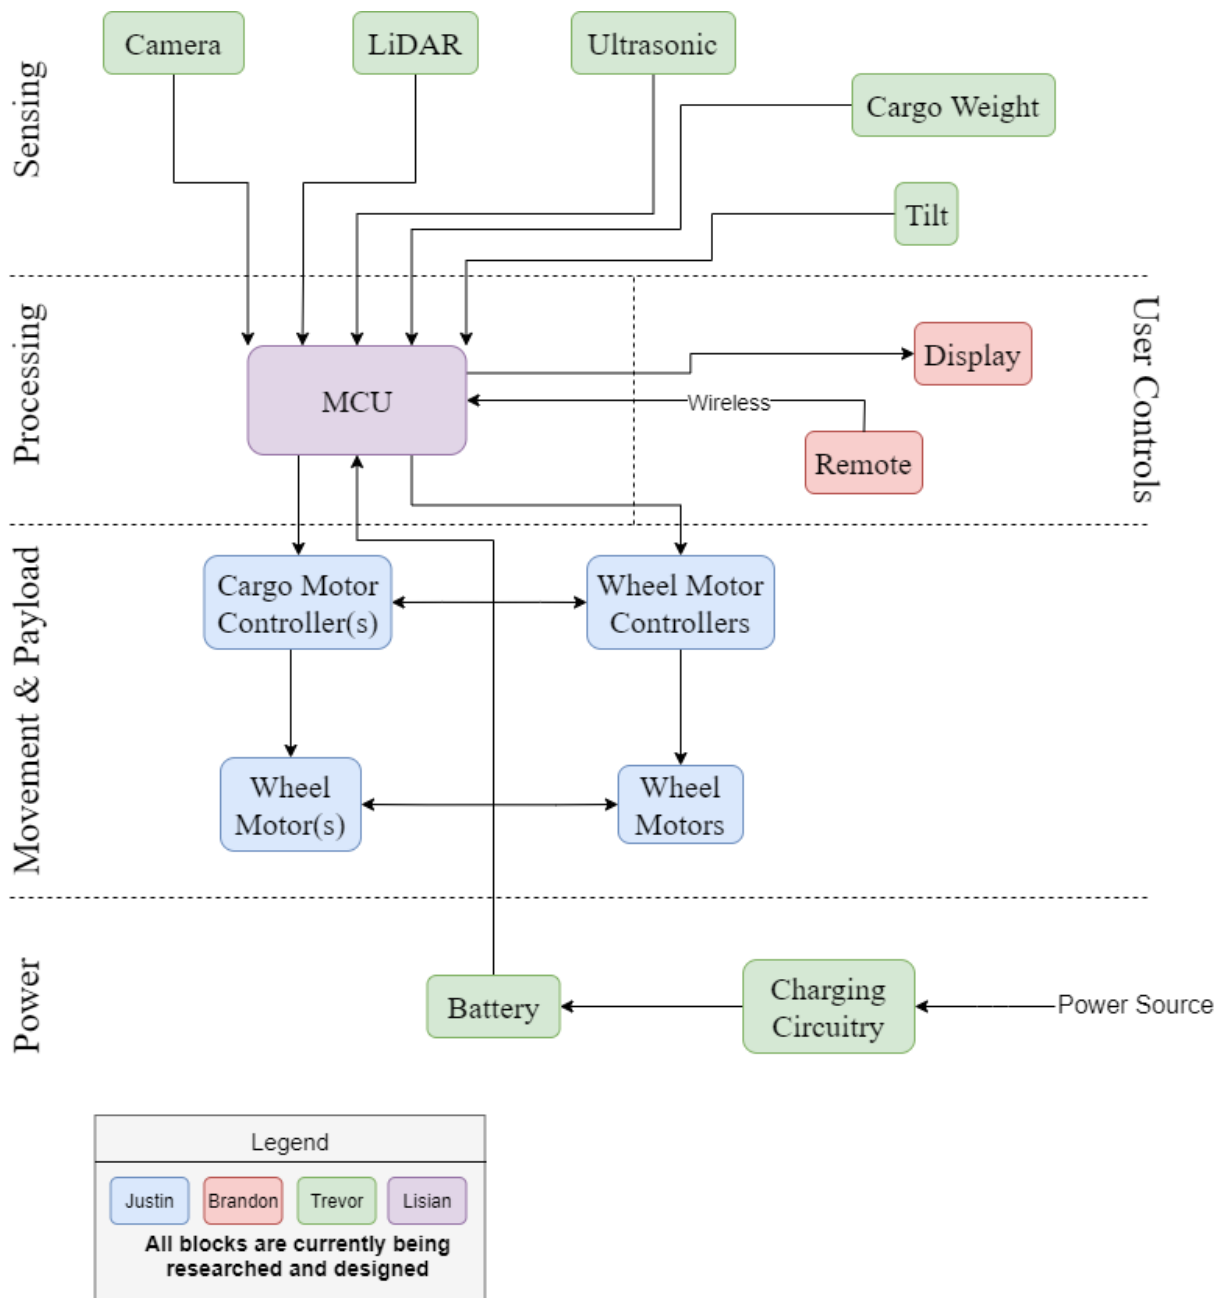 Sensing
Camera
LiDAR
Ultrasonic
Cargo Weight
Tilt
Processing
User Controls
MCU
Display
Wireless
Remote
Movement & Payload
Cargo Motor
Controller(s)
Wheel Motor
Controllers
Wheel
Motor(s)
Wheel
Motors
Power
Battery
Charging
Circuitry
Power Source
Legend
Justin
Brandon
Trevor
Lisian
All blocks are currently being
researched and designed